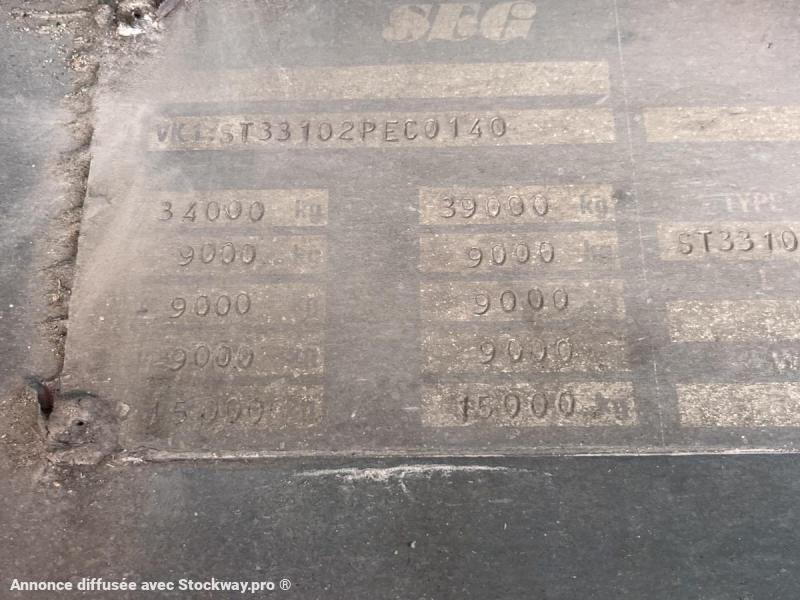 SEG
VK1ST33102PEC0140
34000 kg 39000 kg
TYPE
9000 kg 9000 kg
ST3310
9000 9000
9000 9000
15000 15000 kg
Annonce diffusée avec Stockway.pro ®